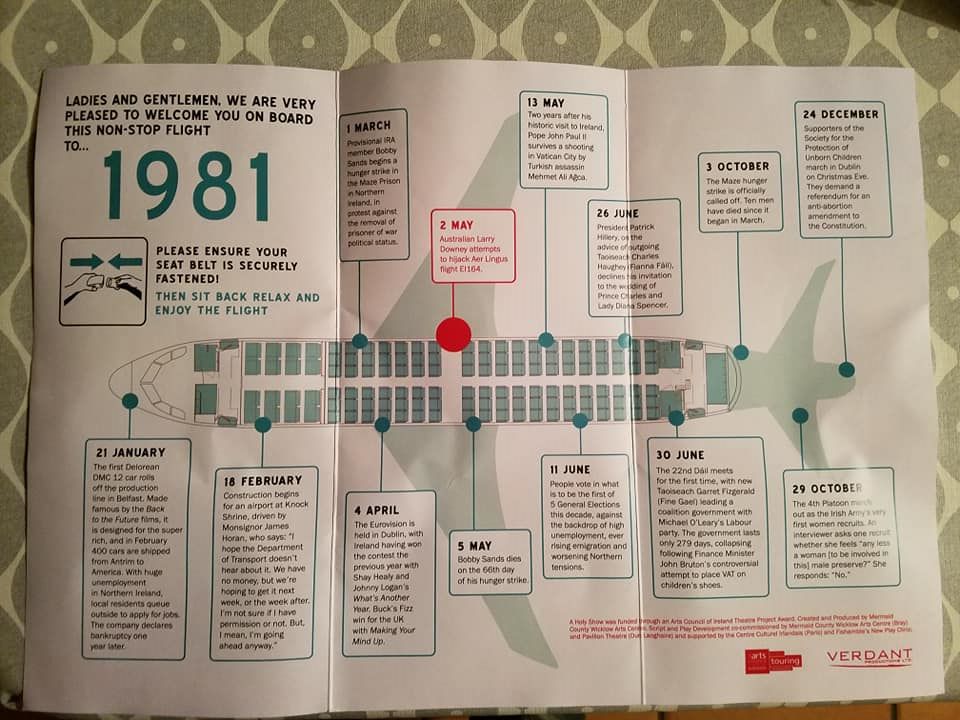 LADIES AND GENTLEMEN, WE ARE VERY
PLEASED TO WELCOME YOU ON BOARD
THIS NON-STOP FLIGHT
TO...
1981
PLEASE ENSURE YOUR
SEAT BELT IS SECURELY
FASTENED!
THEN SIT BACK RELAX AND
ENJOY THE FLIGHT
1 MARCH
Provisional IRA
member Bobby
Sands begins a
hunger strike in
the Maze Prison
in Northern
Ireland, in
protest against
the removal of
prisoner of war
political status.
2 MAY
Australian Larry
Downey attempts
to hijack Aer Lingus
flight EI164.
13 MAY
Two years after his
historic visit to Ireland,
Pope John Paul II
survives a shooting
in Vatican City by
Turkish assassin
Mehmet Ali Ağca.
26 JUNE
President Patrick
Hillery, on the
advice of outgoing
Taoiseach Charles
Haughey (Fianna Fáil),
declines his invitation
to the wedding of
Prince Charles and
Lady Diana Spencer.
3 OCTOBER
The Maze hunger
strike is officially
called off. Ten men
have died since it
began in March.
24 DECEMBER
Supporters of the
Society for the
Protection of
Unborn Children
march in Dublin
on Christmas Eve.
They demand a
referendum for an
anti-abortion
amendment to
the Constitution.
21 JANUARY
The first Delorean
DMC 12 car rolls
off the production
line in Belfast. Made
famous by the Back
to the Future films, it
is designed for the super
rich, and in February
400 cars are shipped
from Antrim to
America. With huge
unemployment
in Northern Ireland,
local residents queue
outside to apply for jobs.
The company declares
bankruptcy one
year later.
18 FEBRUARY
Construction begins
for an airport at Knock
Shrine, driven by
Monsignor James
Horan, who says: "I
hope the Department
of Transport doesn't
hear about it. We have
no money, but we're
hoping to get it next
week, or the week after.
I'm not sure if I have
permission or not. But,
I mean, I'm going
ahead anyway."
4 APRIL
The Eurovision is
held in Dublin, with
Ireland having won
the contest the
previous year with
Shay Healy and
Johnny Logan's
What's Another
Year. Buck's Fizz
win for the UK
with Making Your
Mind Up.
5 MAY
Bobby Sands dies
on the 66th day
of his hunger strike.
11 JUNE
People vote in what
is to be the first of
5 General Elections
this decade, against
the backdrop of high
unemployment, ever
rising emigration and
worsening Northern
tensions.
30 JUNE
The 22nd Dáil meets
for the first time, with new
Taoiseach Garret Fitzgerald
(Fine Gael) leading a
coalition government with
Michael O'Leary's Labour
party. The government lasts
only 279 days, collapsing
following Finance Minister
John Bruton's controversial
attempt to place VAT on
children's shoes.
29 OCTOBER
The 4th Platoon march
out as the Irish Army's very
first women recruits. An
interviewer asks one recruit
whether she feels "any less
a woman [to be involved in
this] male preserve?" She
responds: "No."
A Holy Show was funded through an Arts Council of Ireland Theatre Project Award. Created and Produced by Mermaid
County Wicklow Arts Centre. Script and Play Development co-commissioned by Mermaid County Wicklow Arts Centre (Bray)
and Pavilion Theatre (Dun Laoghaire) and supported by the Centre Culturel Irlandais (Paris) and Fishamble's New Play Clinic.
arts
touring
VERDANT
PRODUCTIONS LTD.